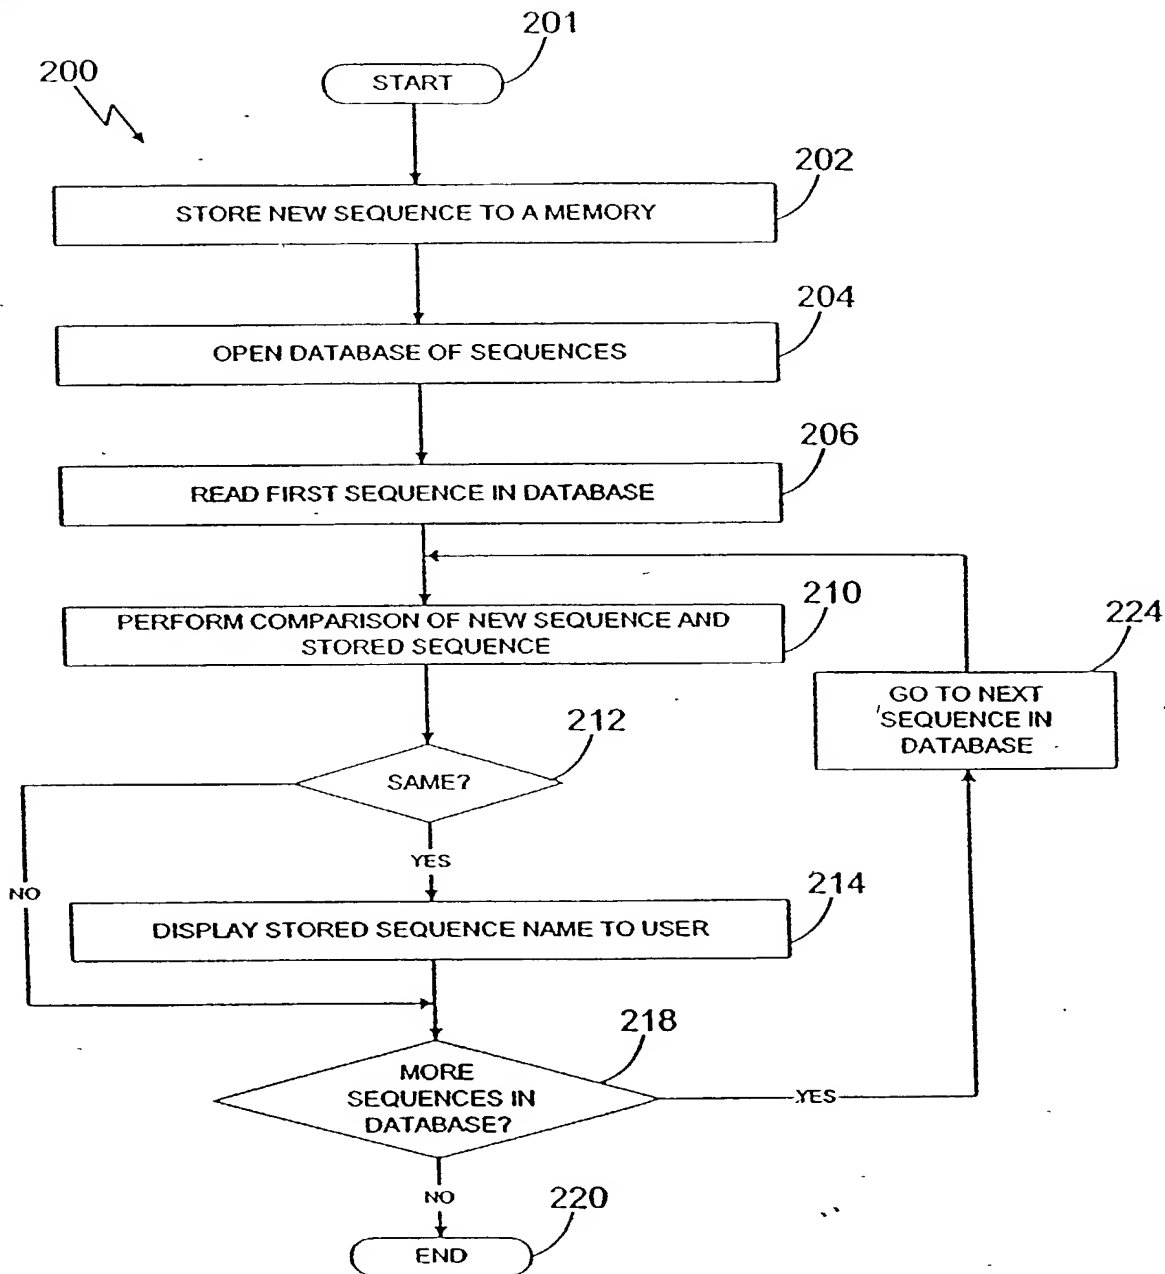 201
START
200
202
STORE NEW SEQUENCE TO A MEMORY
204
OPEN DATABASE OF SEQUENCES
206
READ FIRST SEQUENCE IN DATABASE
210
PERFORM COMPARISON OF NEW SEQUENCE AND
STORED SEQUENCE
224
GO TO NEXT
SEQUENCE IN
DATABASE
212
SAME?
YES
NO
214
DISPLAY STORED SEQUENCE NAME TO USER
218
MORE
SEQUENCES IN
DATABASE?
YES
NO
220
END